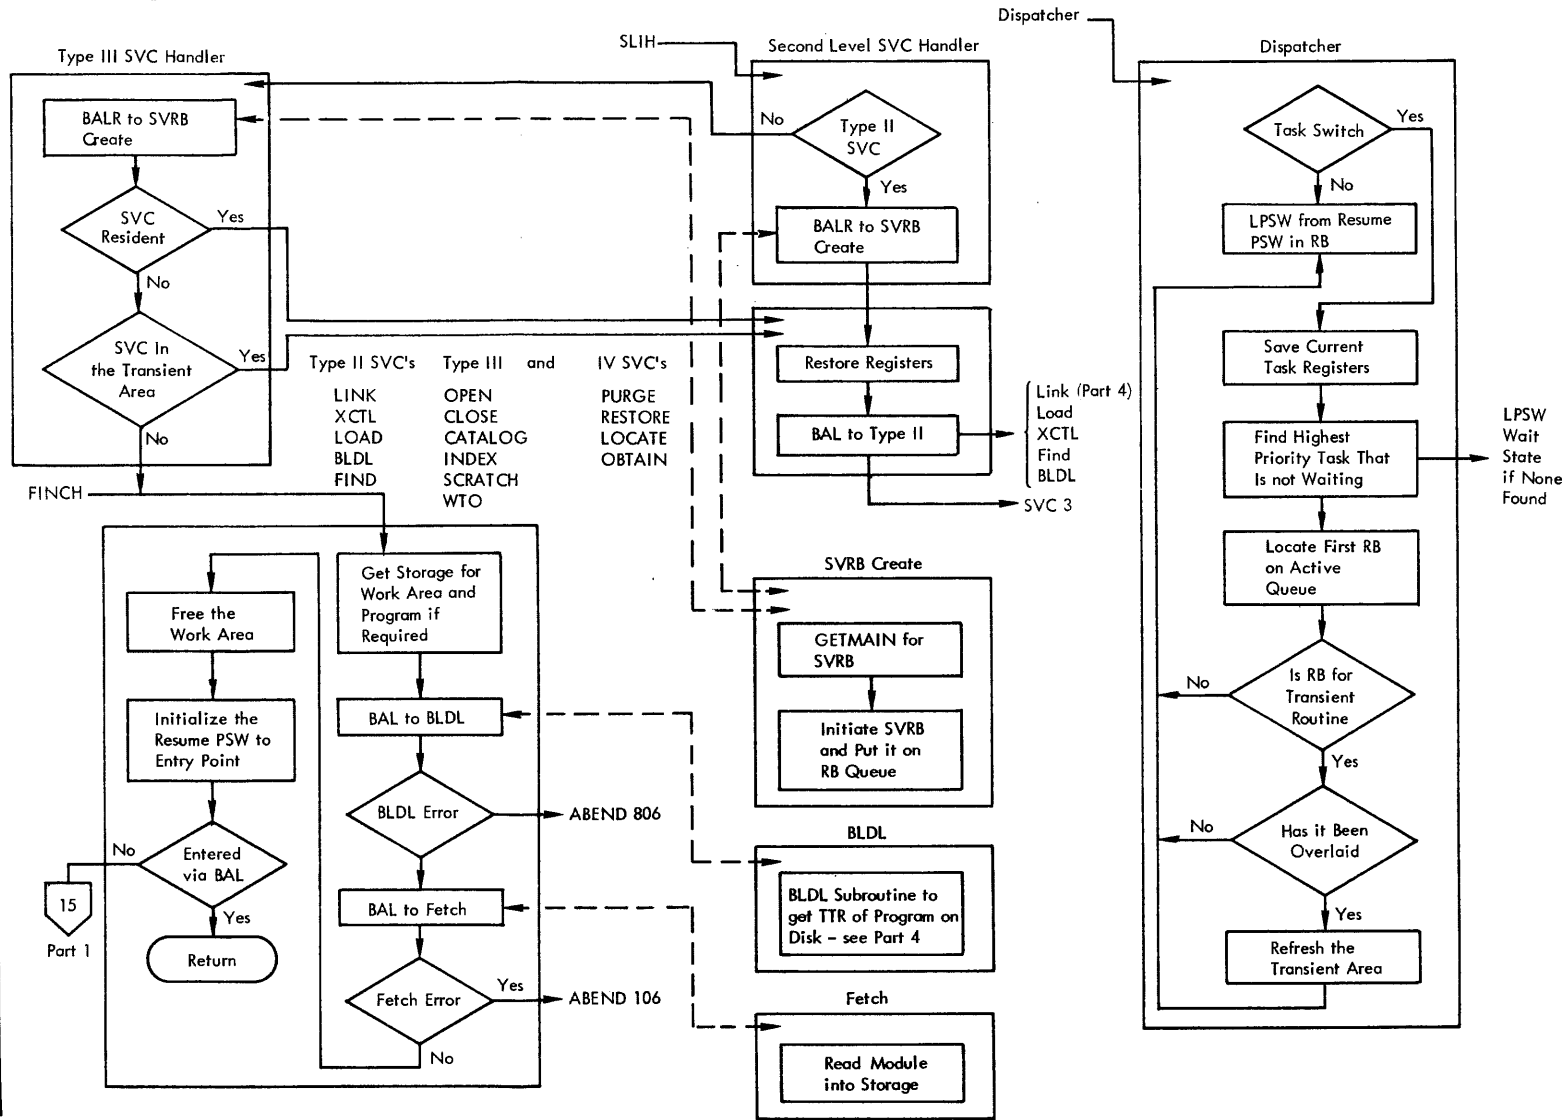 Dispatcher
SLIH
Type III SVC Handler
Second Level SVC Handler
Dispatcher
BALR to SVRB
Create
SVC
Resident
Yes
No
SVC In
the Transient
Area
Yes
No
FINCH
No
Type II
SVC
Yes
BALR to SVRB
Create
Restore Registers
BAL to Type II
Link (Part 4)
Load
XCTL
Find
BLDL
SVC 3
Type II SVC's
LINK
XCTL
LOAD
BLDL
FIND
Type III and IV SVC's
OPEN PURGE
CLOSE RESTORE
CATALOG LOCATE
INDEX OBTAIN
SCRATCH
WTO
Get Storage for
Work Area and
Program if
Required
BAL to BLDL
BLDL Error
ABEND 806
BAL to Fetch
Fetch Error
Yes
ABEND 106
No
Free the
Work Area
Initialize the
Resume PSW to
Entry Point
Entered
via BAL
No
15
Part 1
Yes
Return
SVRB Create
GETMAIN for
SVRB
Initiate SVRB
and Put it on
RB Queue
BLDL
BLDL Subroutine to
get TTR of Program on
Disk - see Part 4
Fetch
Read Module
into Storage
Task Switch
Yes
No
LPSW from Resume
PSW in RB
Save Current
Task Registers
Find Highest
Priority Task That
Is not Waiting
LPSW
Wait
State
if None
Found
Locate First RB
on Active
Queue
Is RB for
Transient
Routine
No
Yes
Has it Been
Overlaid
No
Yes
Refresh the
Transient Area